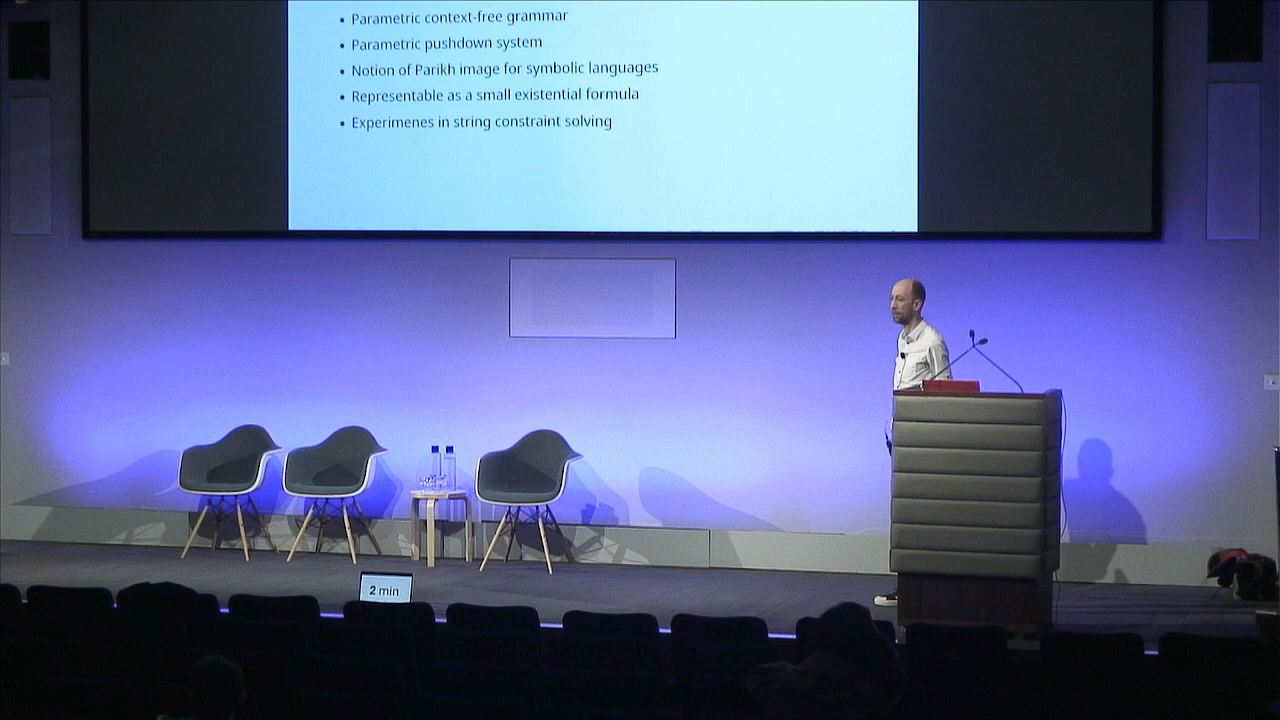 • Parametric context-free grammar
• Parametric pushdown system
• Notion of Parikh image for symbolic languages
• Representable as a small existential formula
• Experimenes in string constraint solving
2 min